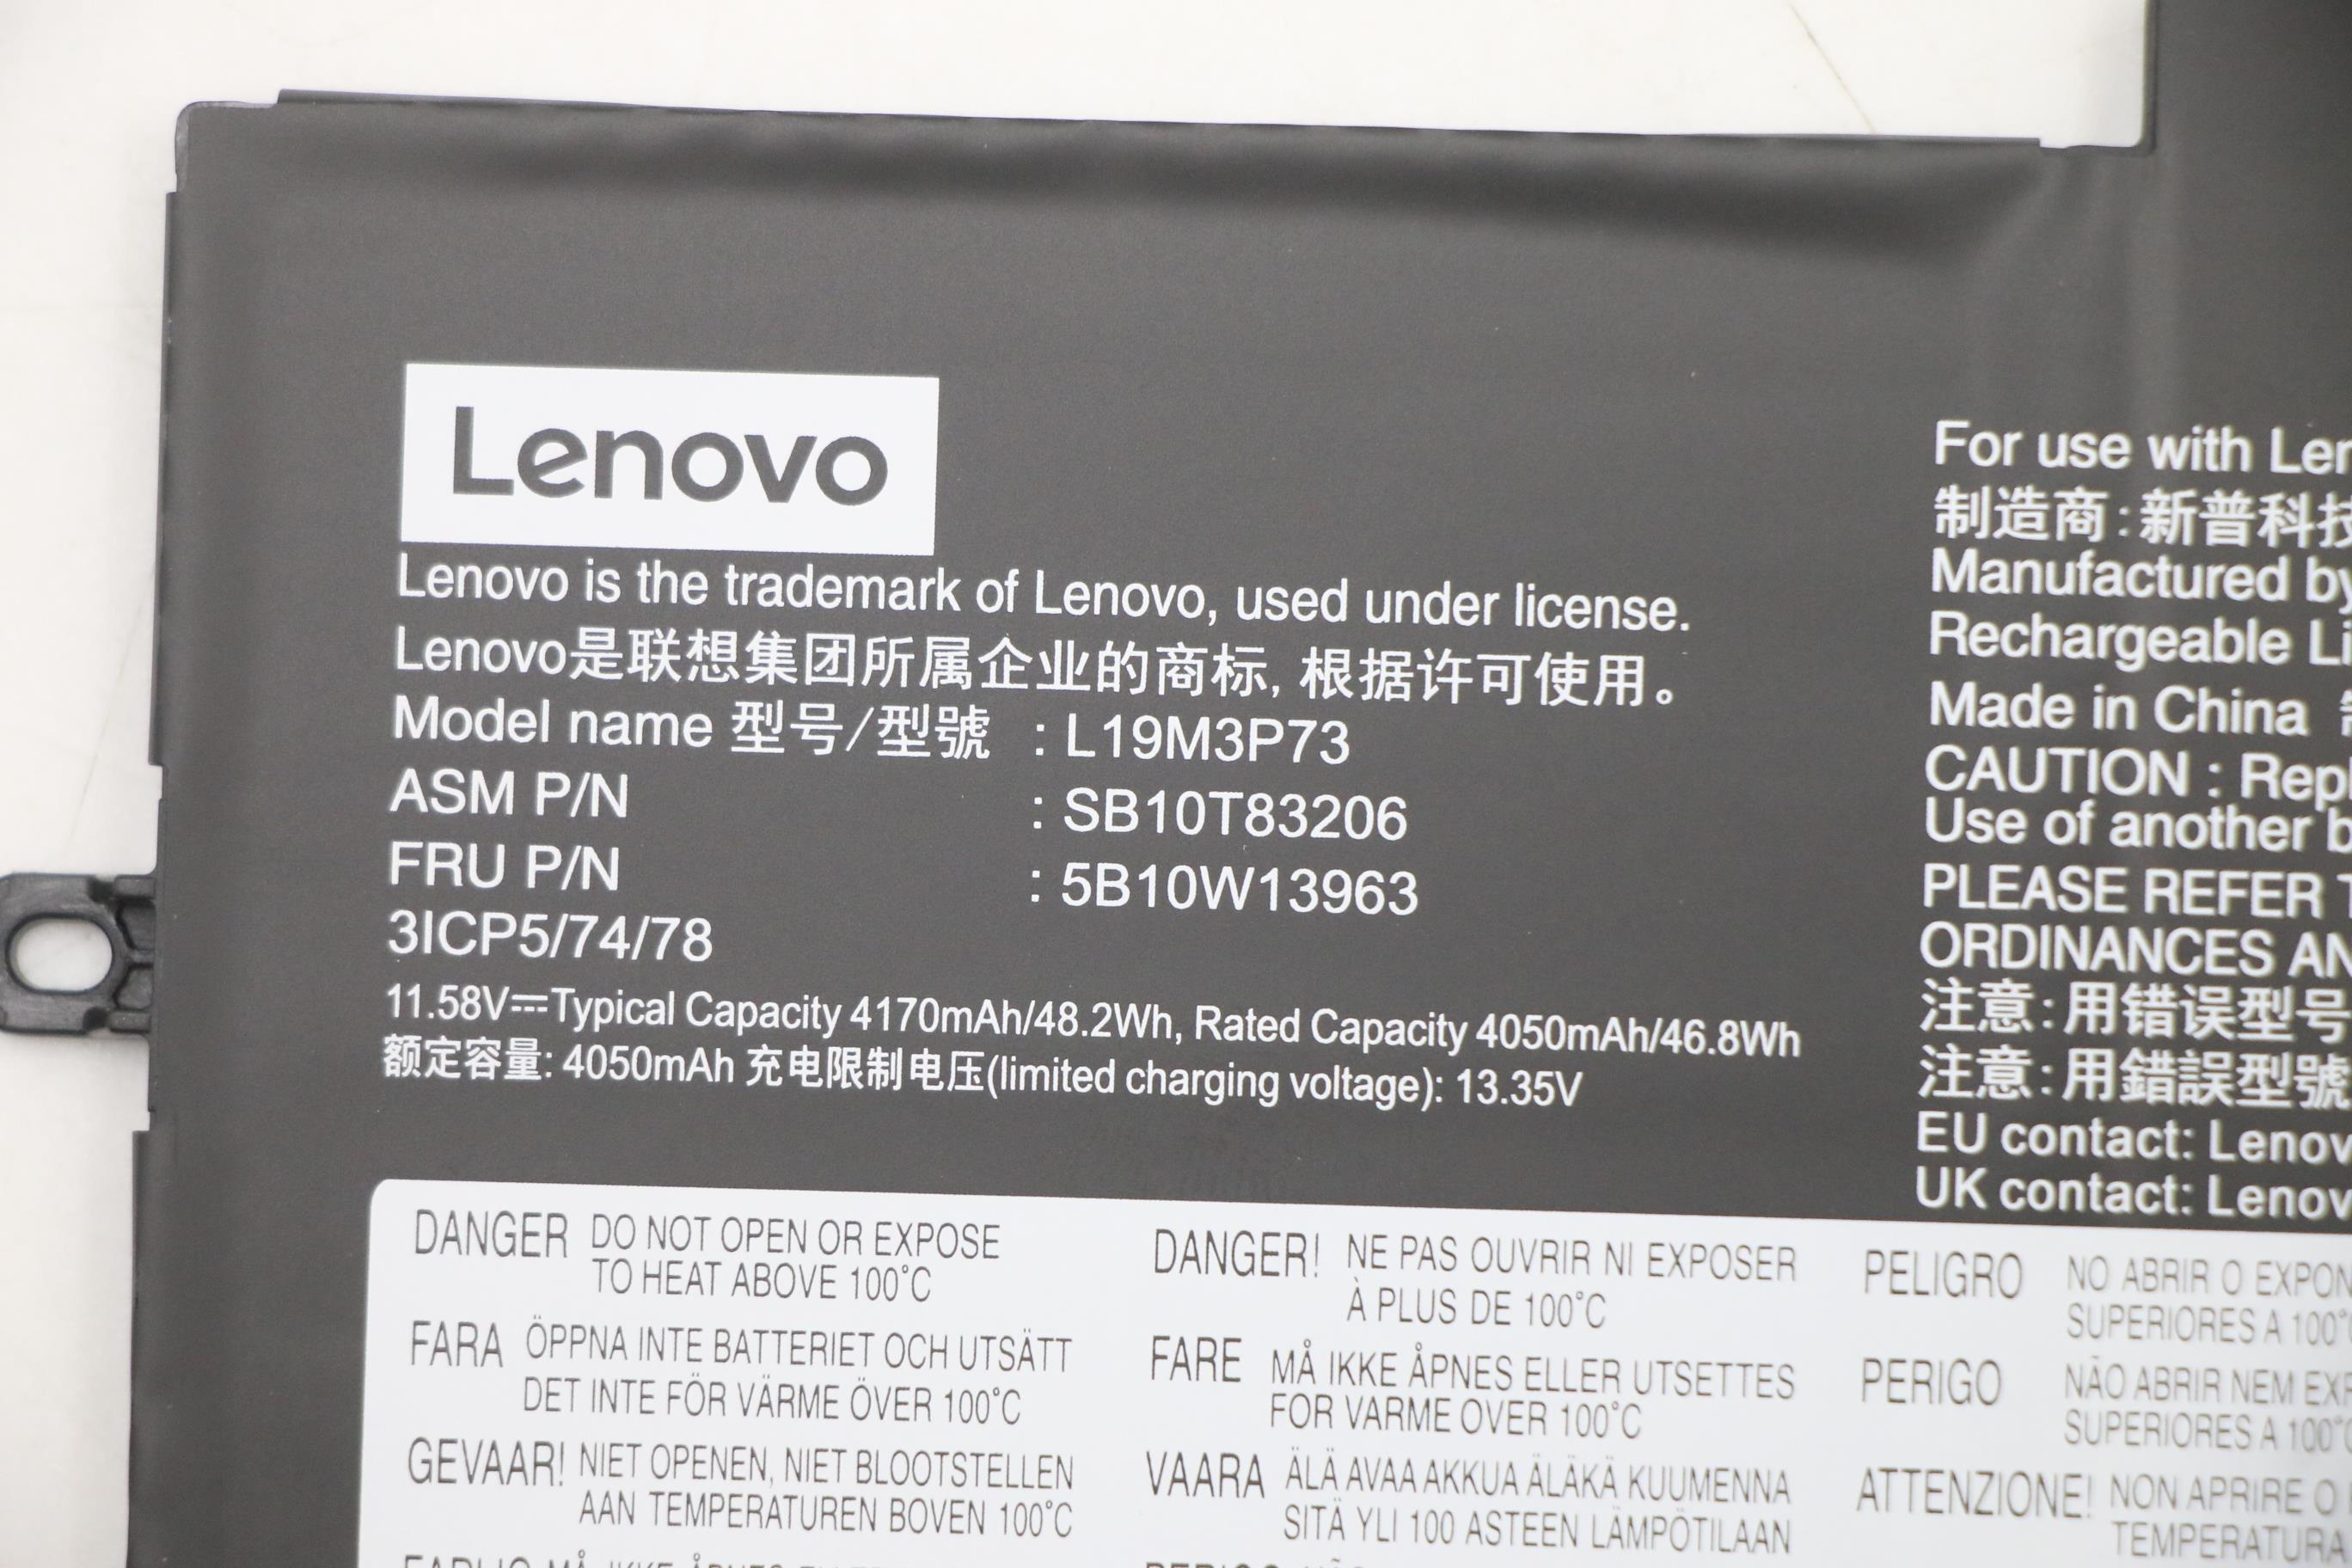 Lenovo
Lenovo is the trademark of Lenovo, used under license.
Lenovo是联想集团所属企业的商标, 根据许可使用。
Model name 型号/型號 : L19M3P73
ASM P/N : SB10T83206
FRU P/N : 5B10W13963
3ICP5/74/78
11.58V⎓Typical Capacity 4170mAh/48.2Wh, Rated Capacity 4050mAh/46.8Wh
额定容量: 4050mAh 充电限制电压(limited charging voltage): 13.35V
For use with Len
制造商:新普科技
Manufactured by
Rechargeable Li
Made in China
CAUTION : Repl
Use of another b
PLEASE REFER T
ORDINANCES AN
注意:用错误型号
注意:用錯誤型號
EU contact: Lenov
UK contact: Lenov
DANGER DO NOT OPEN OR EXPOSE
TO HEAT ABOVE 100°C
FARA ÖPPNA INTE BATTERIET OCH UTSÄTT
DET INTE FÖR VÄRME ÖVER 100°C
GEVAAR! NIET OPENEN, NIET BLOOTSTELLEN
AAN TEMPERATUREN BOVEN 100°C
DANGER! NE PAS OUVRIR NI EXPOSER
À PLUS DE 100°C
FARE MÅ IKKE ÅPNES ELLER UTSETTES
FOR VARME OVER 100°C
VAARA ÄLÄ AVAA AKKUA ÄLÄKÄ KUUMENNA
SITÄ YLI 100 ASTEEN LÄMPÖTILAAN
PELIGRO NO ABRIR O EXPON
SUPERIORES A 100°
PERIGO NÃO ABRIR NEM EXP
SUPERIORES A 100°
ATTENZIONE! NON APRIRE O
TEMPERATURA